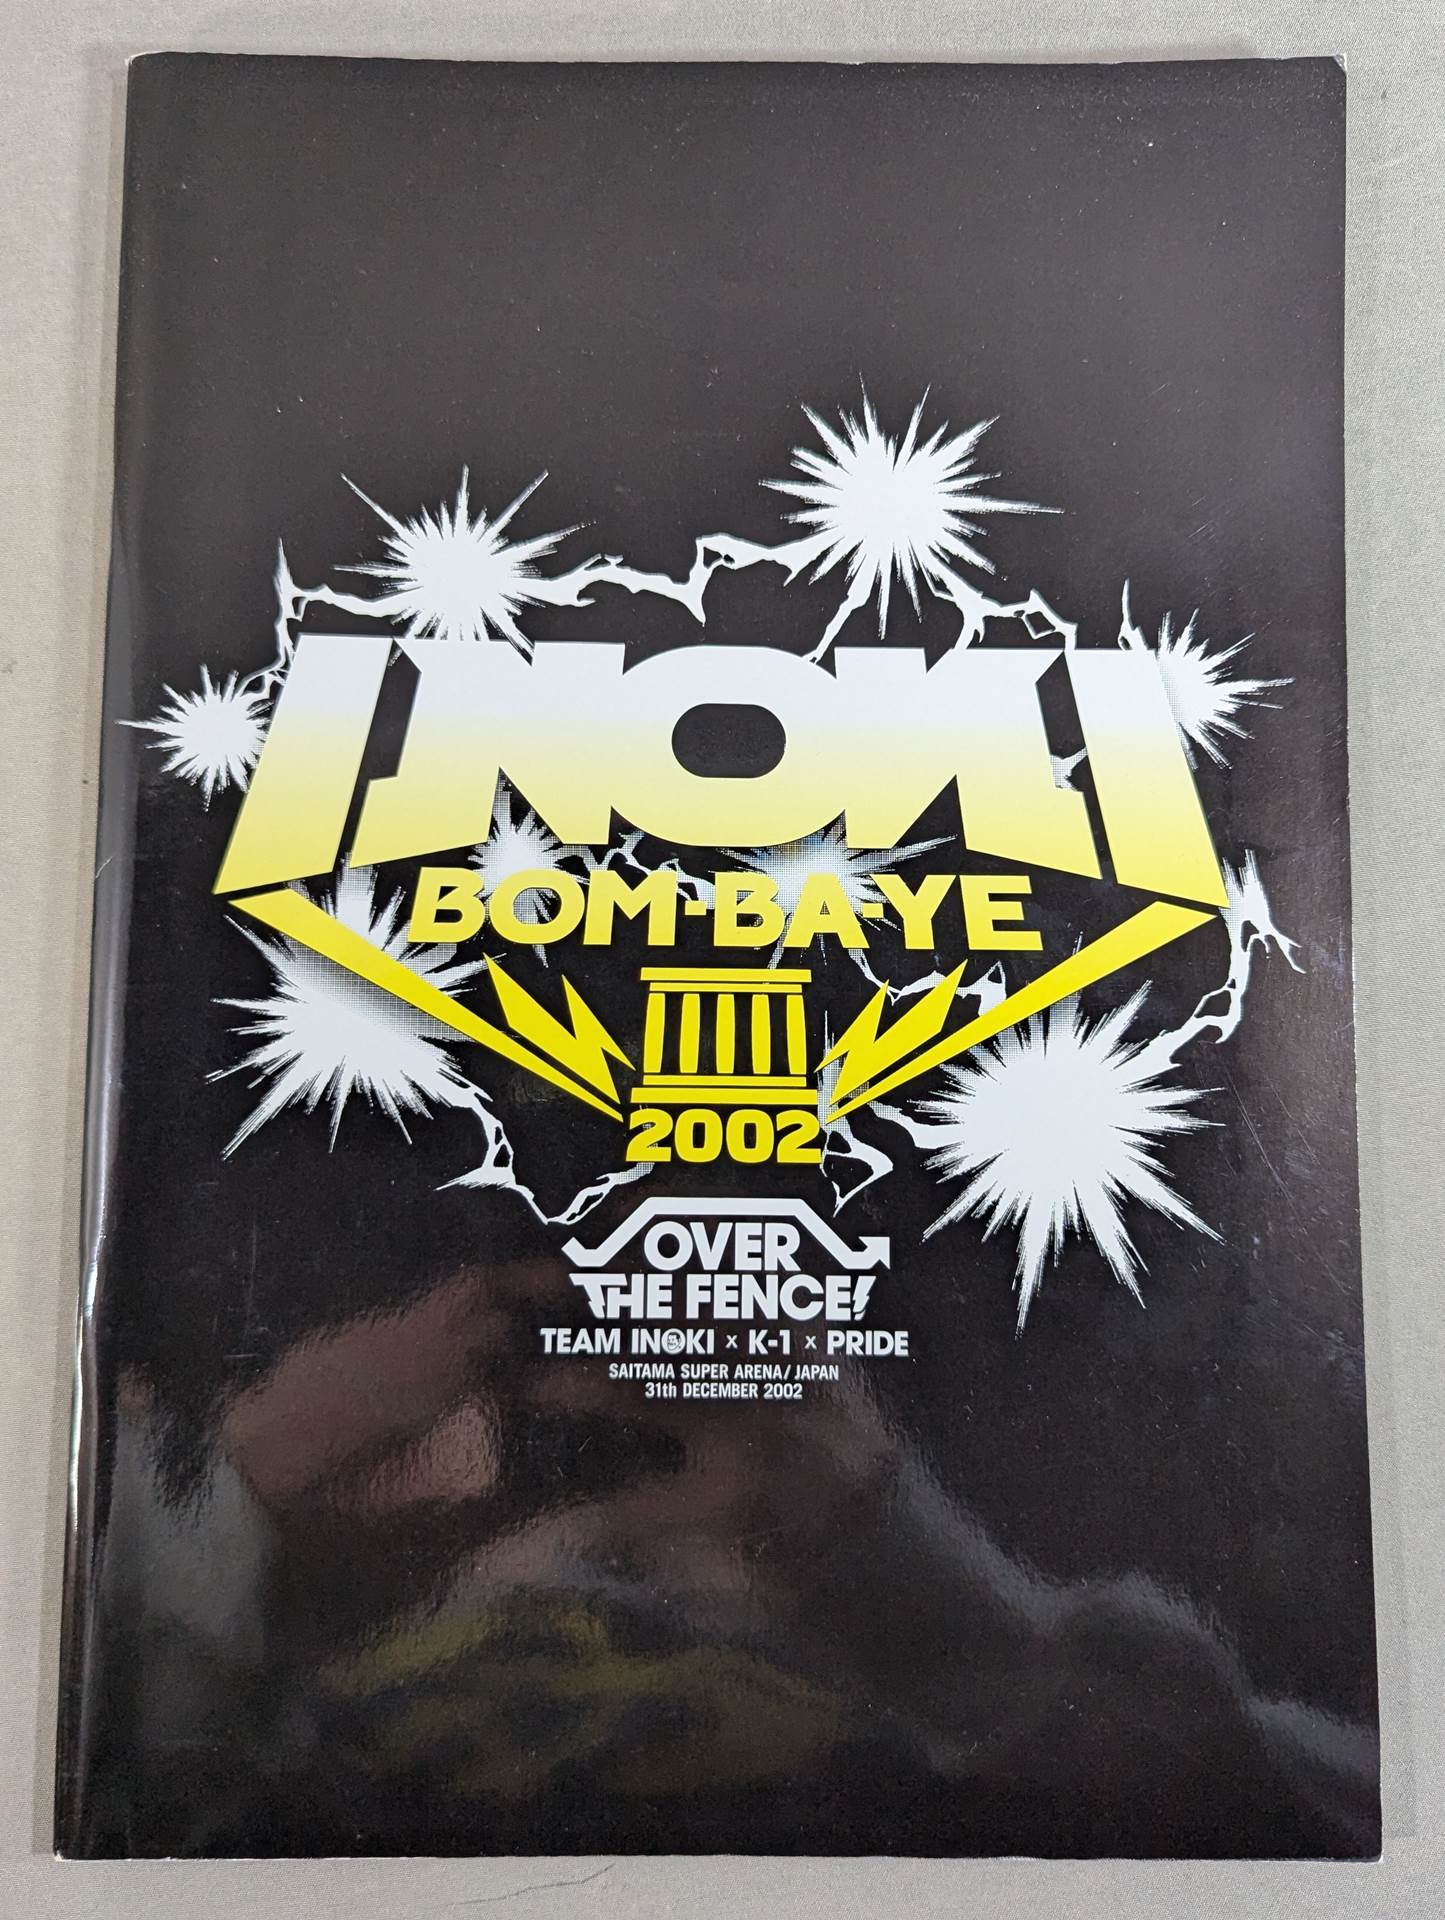 INOKI
BOM-BA-YE
2002
OVER
THE FENCE!
TEAM INOKI x K-1 x PRIDE
SAITAMA SUPER ARENA/JAPAN
31th DECEMBER 2002